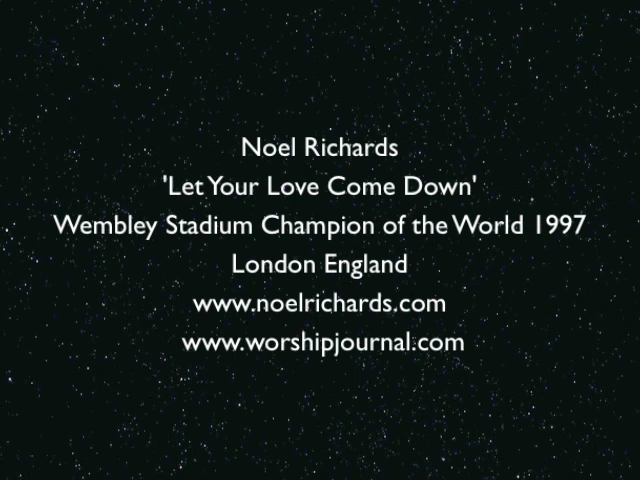 Noel Richards
'Let Your Love Come Down'
Wembley Stadium Champion of the World 1997
London England
www.noelrichards.com
www.worshipjournal.com